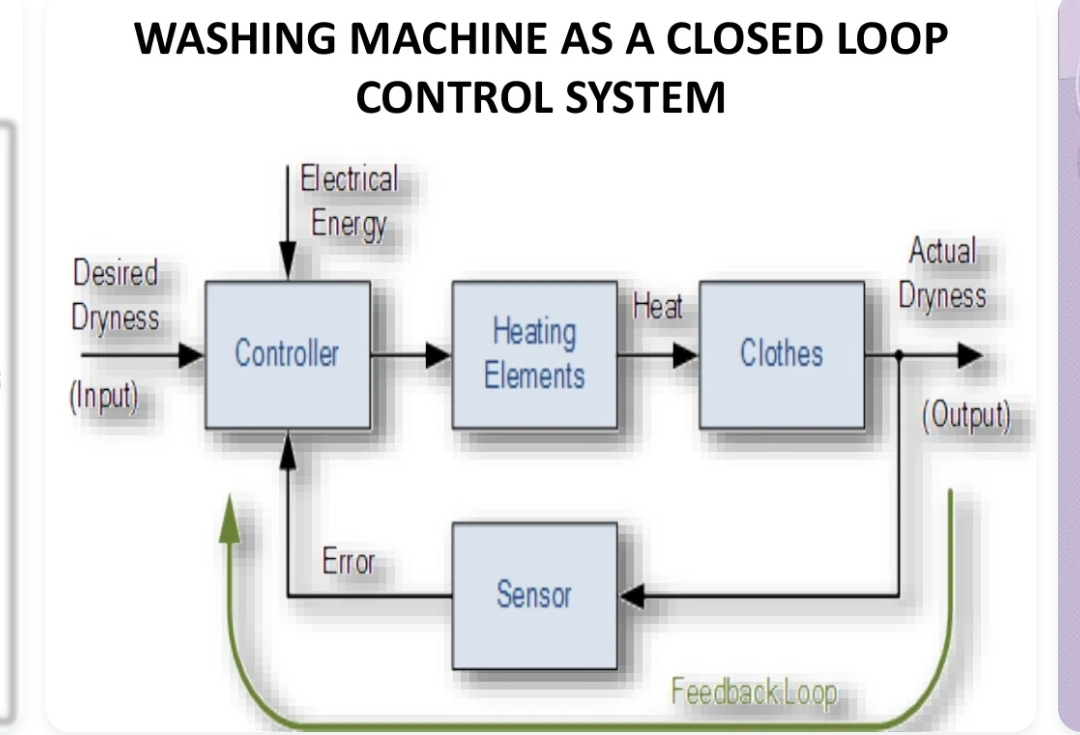 WASHING MACHINE AS A CLOSED LOOP
CONTROL SYSTEM
Electrical
Energy
Desired
Dryness
(Input)
Controller
Heating
Elements
Heat
Clothes
Actual
Dryness
(Output)
Error
Sensor
Feedback Loop